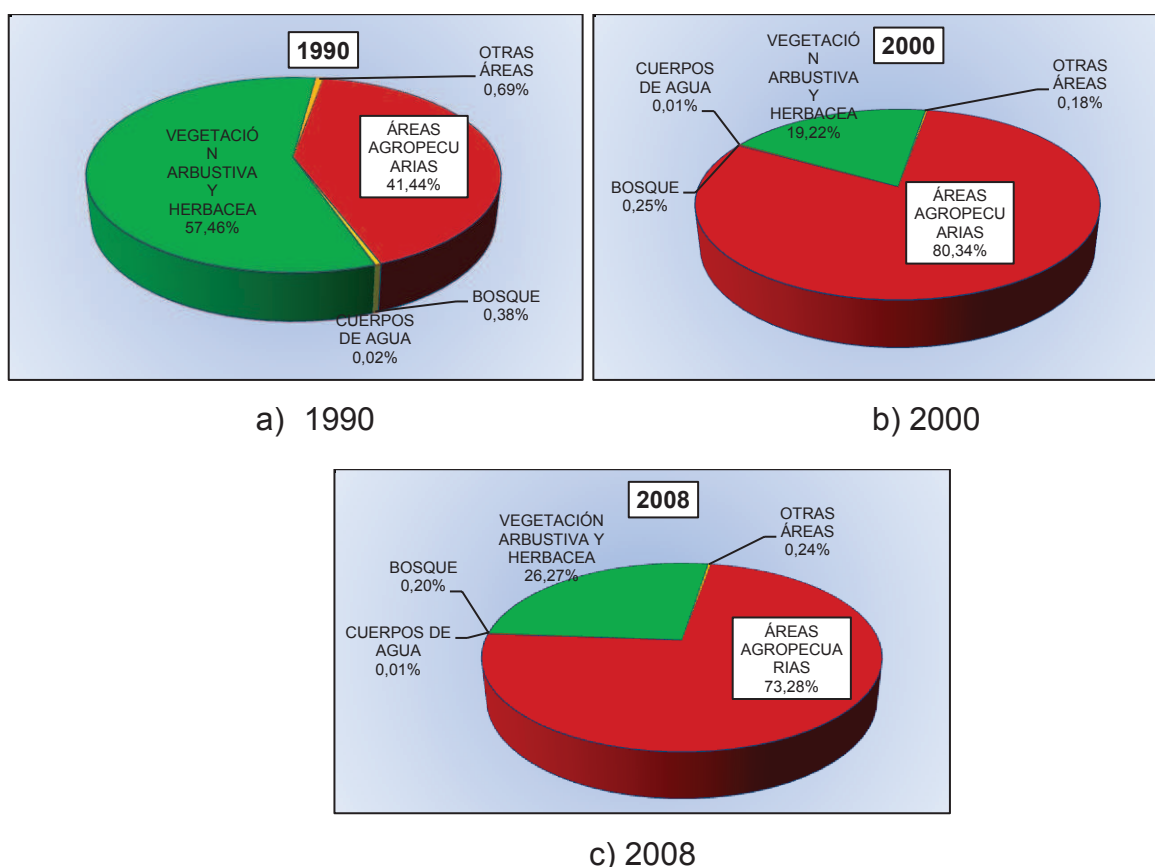 1990
OTRAS
ÁREAS
0,69%
VEGETACIÓ
N
ARBUSTIVA
Y
HERBACEA
57,46%
ÁREAS
AGROPECU
ARIAS
41,44%
BOSQUE
0,38%
CUERPOS
DE AGUA
0,02%
a) 1990
2000
VEGETACIÓ
N
ARBUSTIVA
Y
HERBACEA
19,22%
CUERPOS
DE AGUA
0,01%
OTRAS
ÁREAS
0,18%
BOSQUE
0,25%
ÁREAS
AGROPECU
ARIAS
80,34%
b) 2000
2008
VEGETACIÓN
ARBUSTIVA Y
HERBACEA
26,27%
OTRAS
ÁREAS
0,24%
BOSQUE
0,20%
CUERPOS DE
AGUA
0,01%
ÁREAS
AGROPECUA
RIAS
73,28%
c) 2008